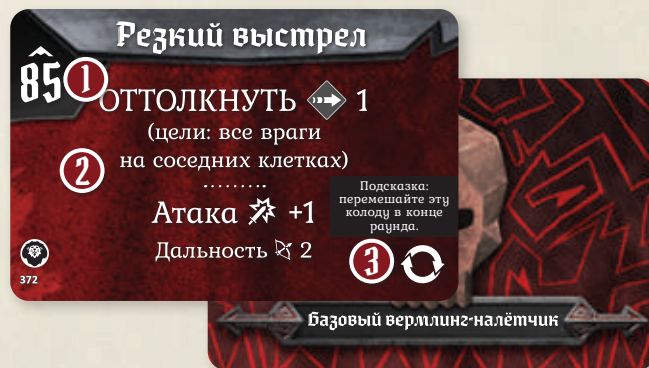 Резкий выстрел
85
1
ОТТОЛКНУТЬ 1
(цели: все враги
на соседних клетках)
2
Атака +1
Дальность 2
Подсказка:
перемешайте эту
колоду в конце
раунда.
3
372
Базовый вермлинг-налётчик